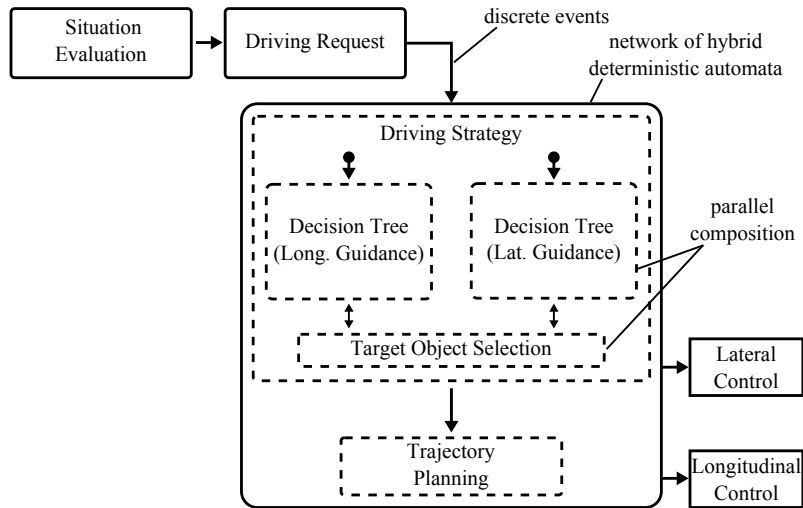 Situation
Evaluation
Driving Request
discrete events
network of hybrid
deterministic automata
Driving Strategy
Decision Tree
(Long. Guidance)
Decision Tree
(Lat. Guidance)
parallel
composition
Target Object Selection
Lateral
Control
Trajectory
Planning
Longitudinal
Control